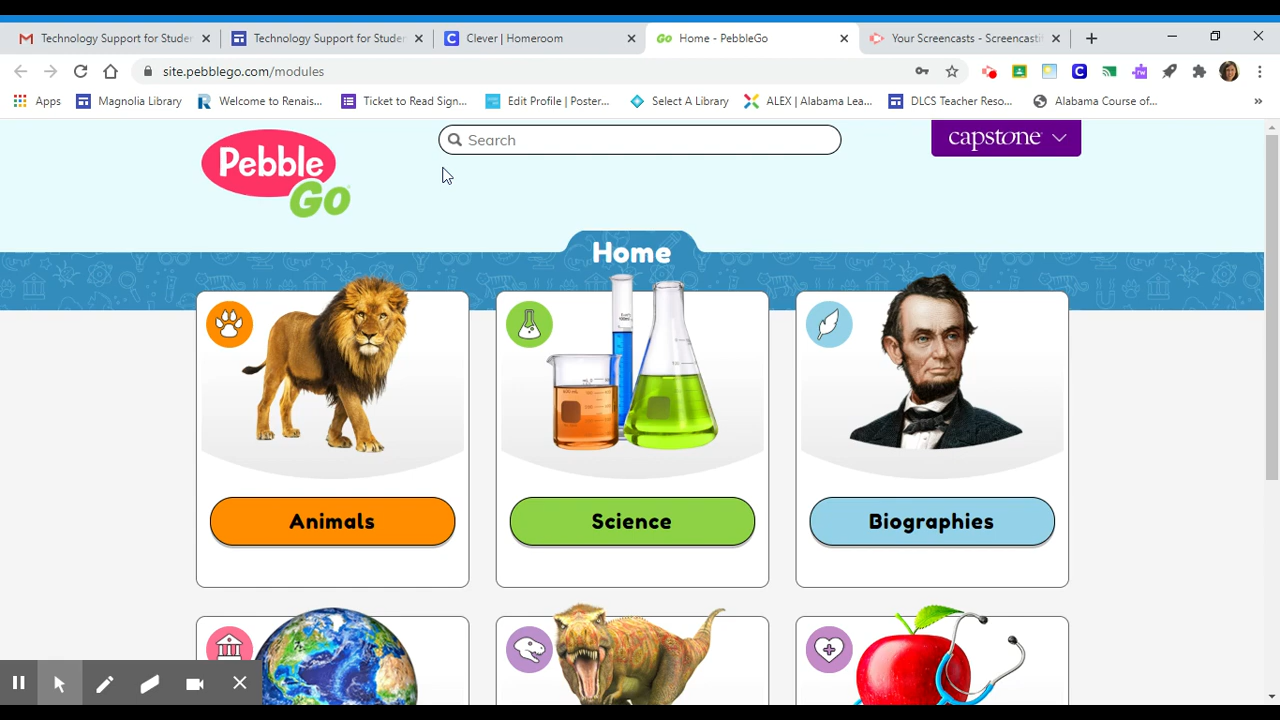 Technology Support for Studer
Technology Support for Studer
Clever | Homeroom
Go Home - PebbleGo
Your Screencasts - Screencasti
site.pebblego.com/modules
Apps
Magnolia Library
Welcome to Renais...
Ticket to Read Sign...
Edit Profile | Poster...
Select A Library
ALEX | Alabama Lea...
DLCS Teacher Reso...
Alabama Course of...
»
Search
capstone
Pebble
Go
Home
Animals
Science
Biographies